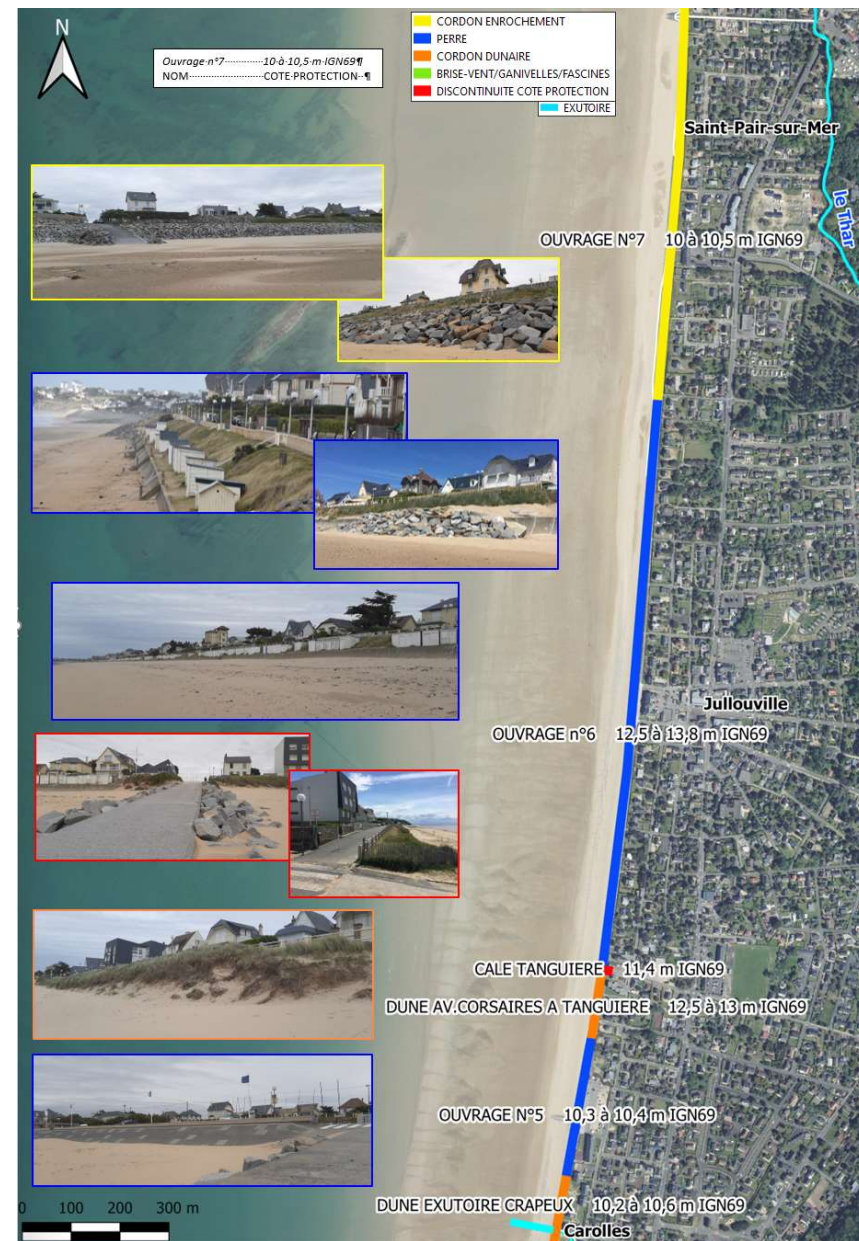 N
Ouvrage·n°7·············10·à·10,5·m·IGN69¶
NOM························COTE·PROTECTION··¶
CORDON ENROCHEMENT
PERRE
CORDON DUNAIRE
BRISE-VENT/GANIVELLES/FASCINES
DISCONTINUITE COTE PROTECTION
EXUTOIRE
Saint-Pair-sur-Mer
le Thar
OUVRAGE N°7 10 à 10,5 m IGN69
Jullouville
OUVRAGE n°6 12,5 à 13,8 m IGN69
CALE TANGUIERE 11,4 m IGN69
DUNE AV.CORSAIRES A TANGUIERE 12,5 à 13 m IGN69
OUVRAGE N°5 10,3 à 10,4 m IGN69
DUNE EXUTOIRE CRAPEUX 10,2 à 10,6 m IGN69
0 100 200 300 m
Carolles